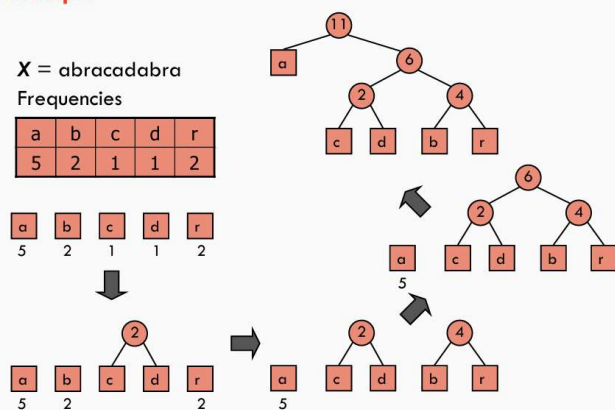 X = abracadabra
Frequencies
a b c d r
5 2 1 1 2
a b c d r
5 2 1 1 2
2
a b c d r
5 2 2
2 4
a c d b r
5
6
2 4
a c d b r
5
11
a 6
2 4
c d b r